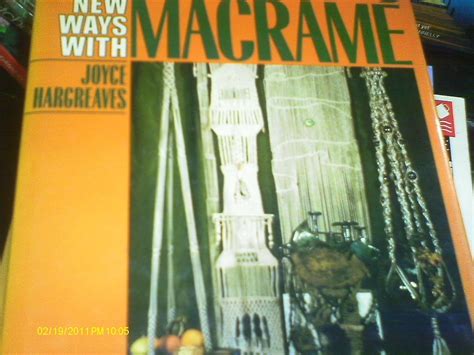 NEW
WAYS
WITH
MACRAMÉ
JOYCE
HARGREAVES
02/19/2011 PM 10:05